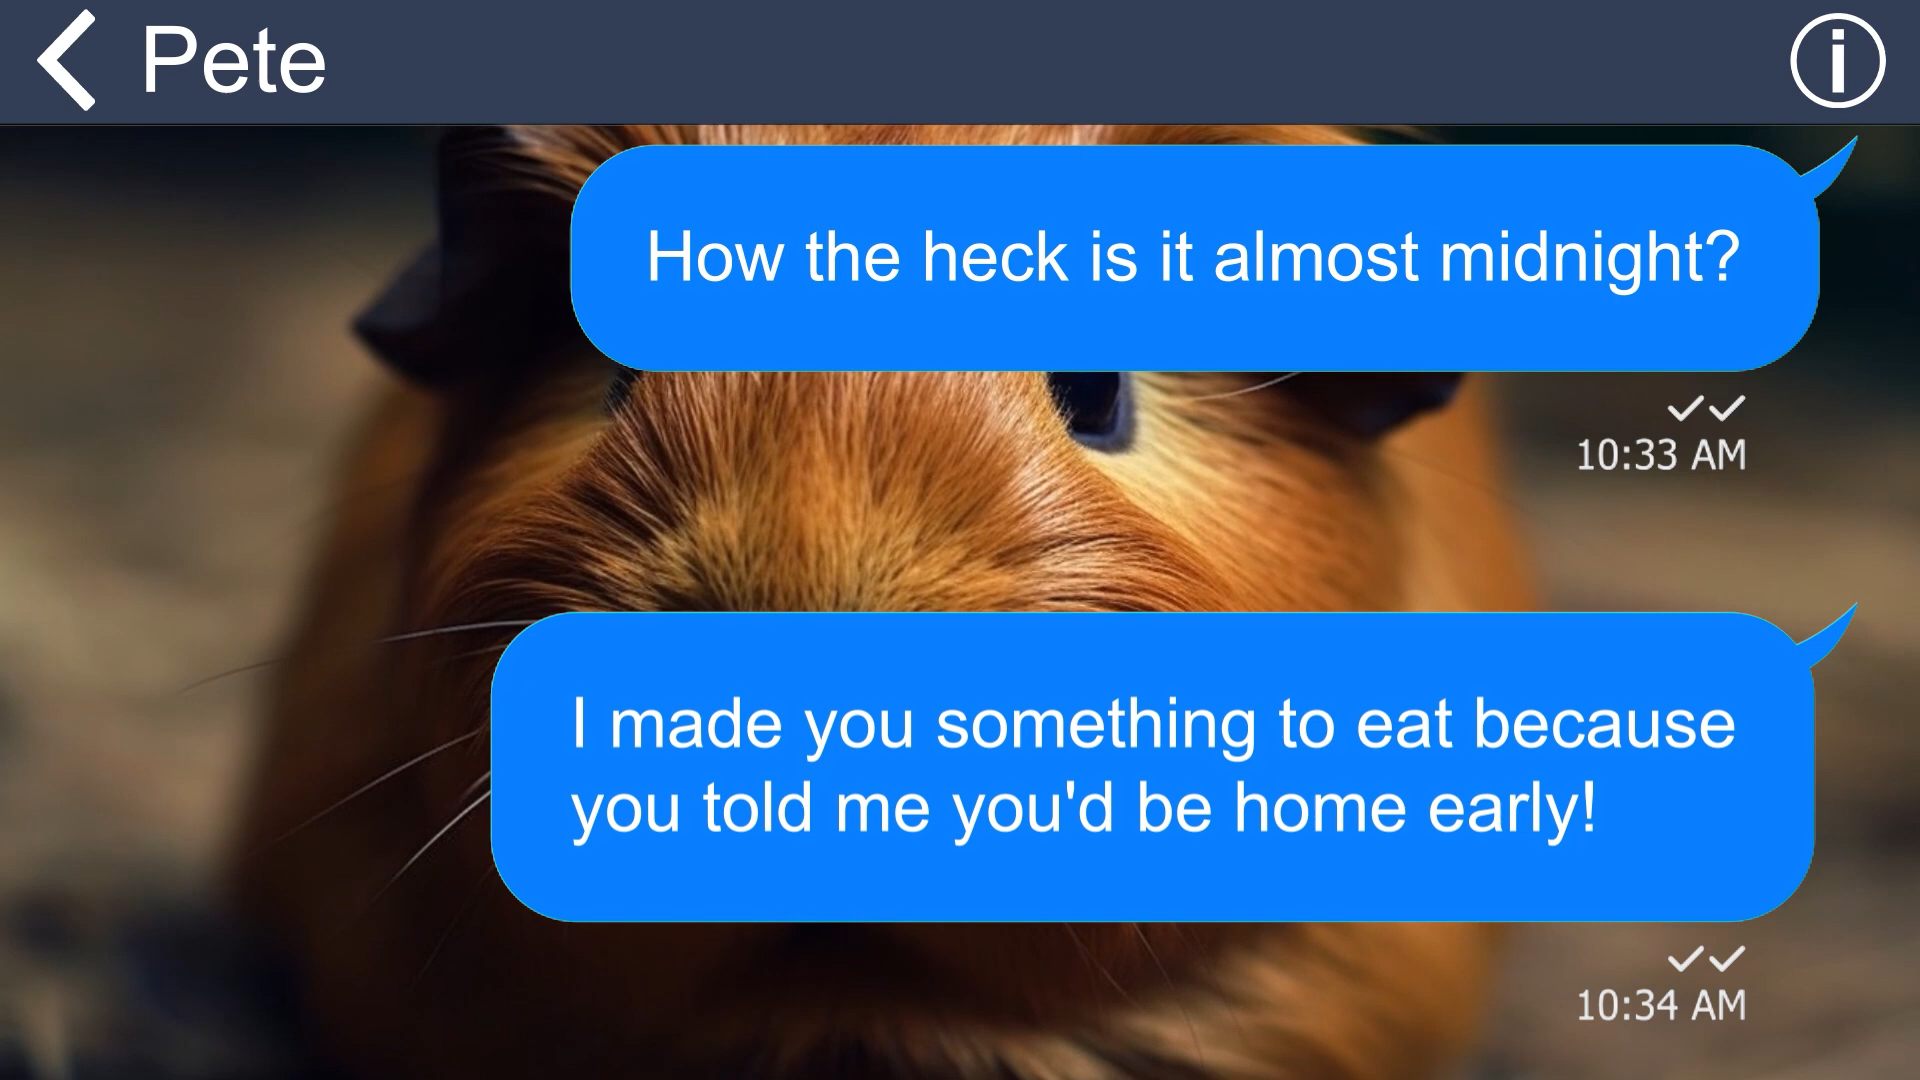 Pete
How the heck is it almost midnight?
10:33 AM
I made you something to eat because
you told me you'd be home early!
10:34 AM